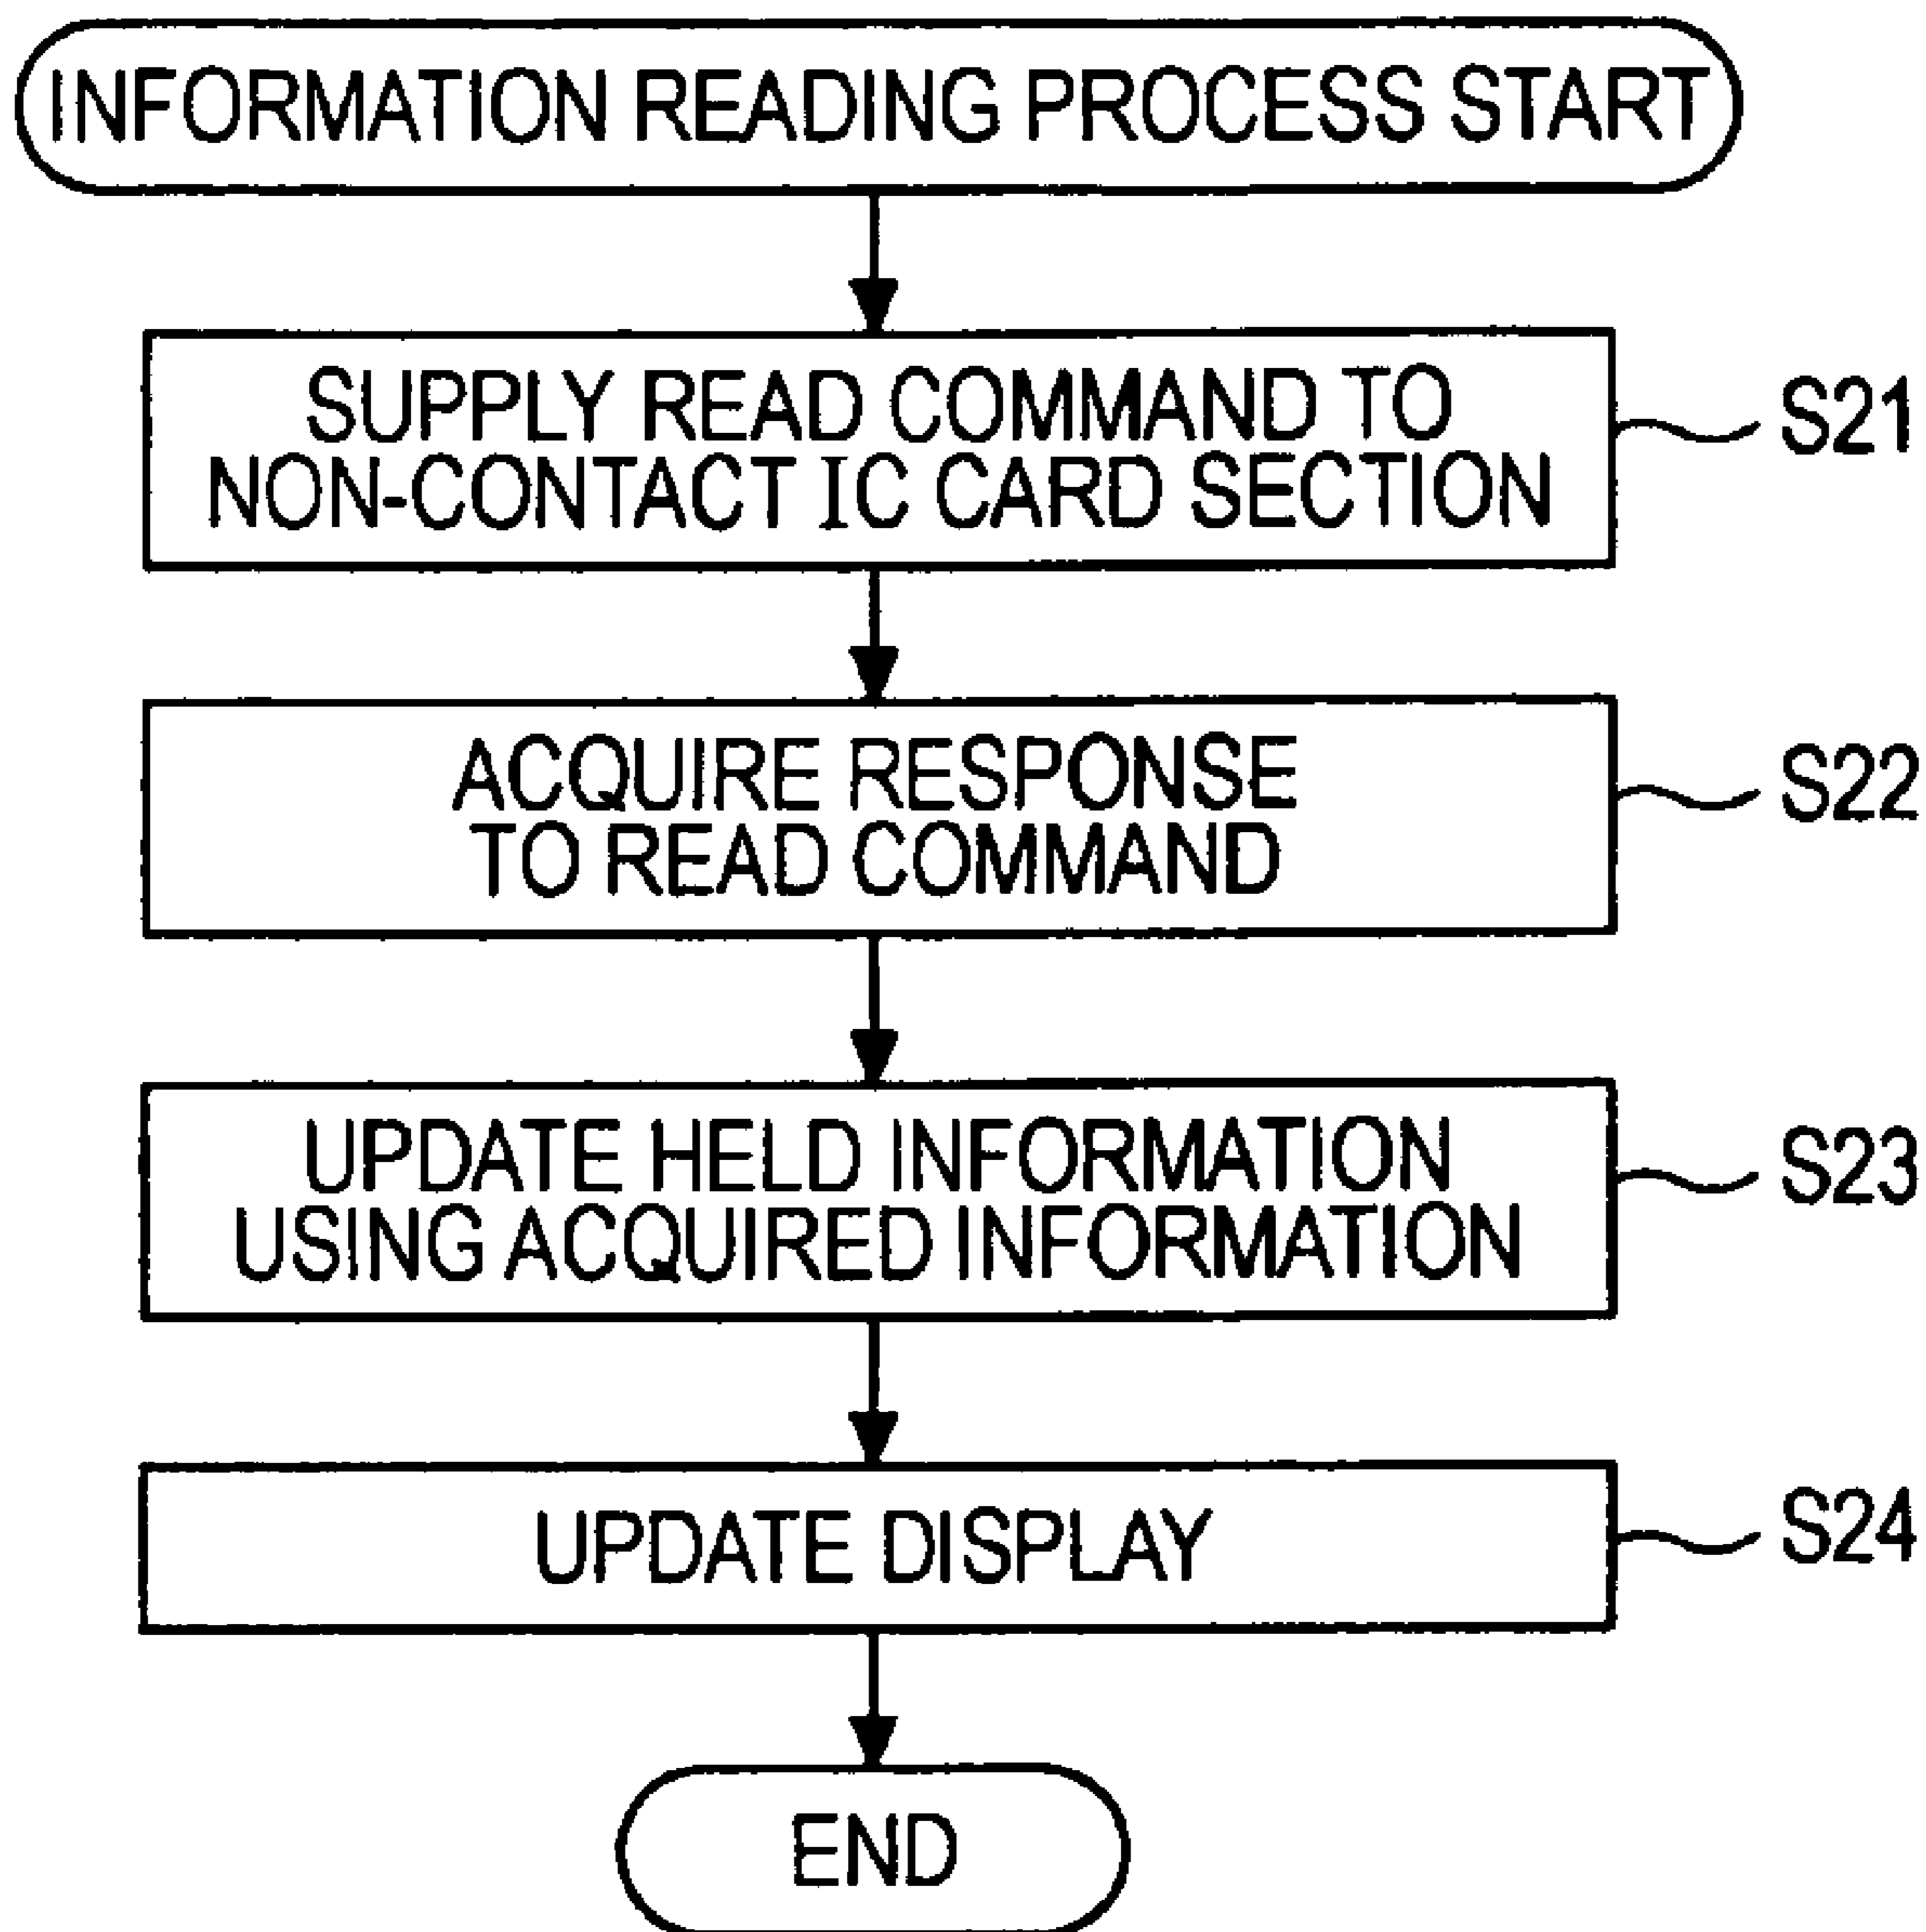 INFORMATION READING PROCESS START
SUPPLY READ COMMAND TO
NON-CONTACT IC CARD SECTION
S21
ACQUIRE RESPONSE
TO READ COMMAND
S22
UPDATE HELD INFORMATION
USING ACQUIRED INFORMATION
S23
UPDATE DISPLAY
S24
END